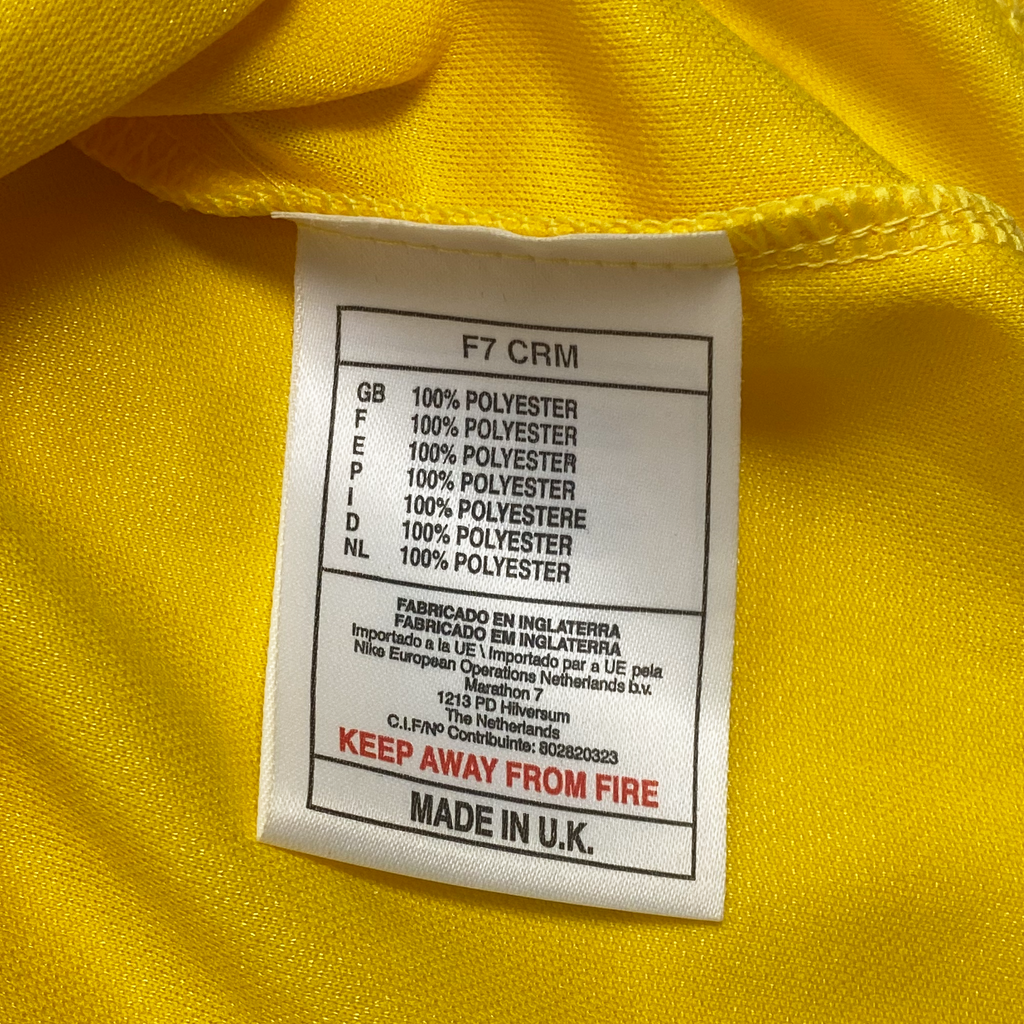 F7 CRM
GB 100% POLYESTER
F 100% POLYESTER
E 100% POLYESTER
P 100% POLYESTER
I 100% POLYESTERE
D 100% POLYESTER
NL 100% POLYESTER
FABRICADO EN INGLATERRA
FABRICADO EM INGLATERRA
Importado a la UE \ Importado par a UE pela
Nike European Operations Netherlands b.v.
Marathon 7
1213 PD Hilversum
The Netherlands
C.I.F/Nº Contribuinte: 802820323
KEEP AWAY FROM FIRE
MADE IN U.K.